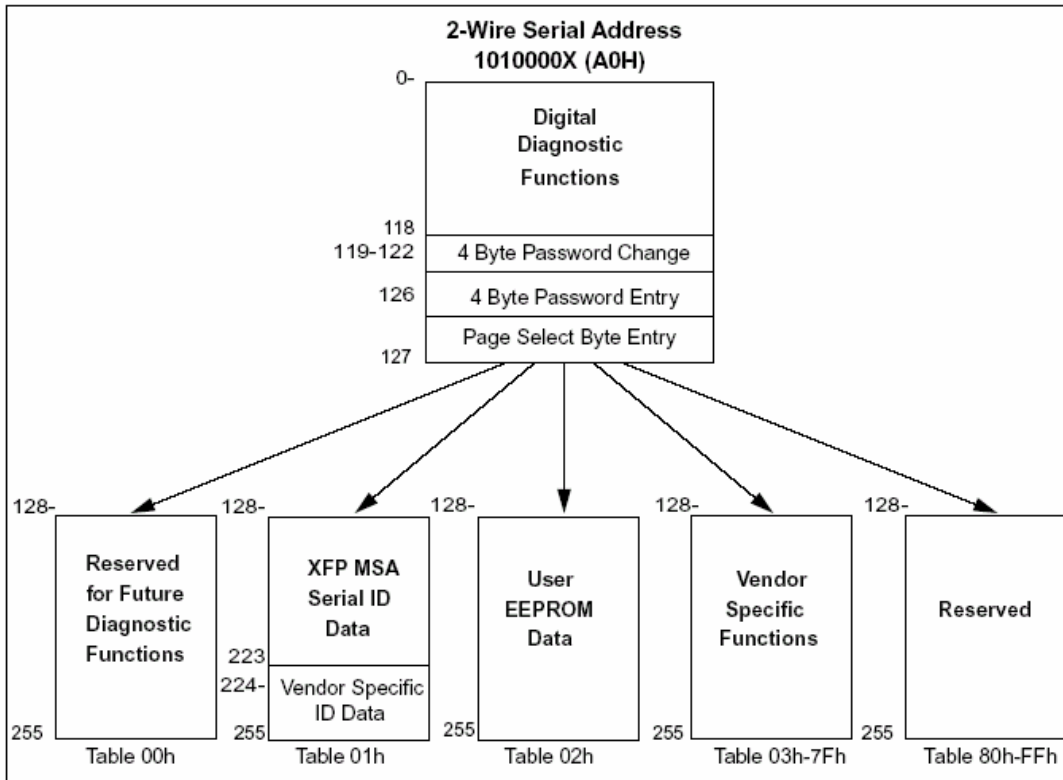 2-Wire Serial Address
1010000X (A0H)
0-
Digital
Diagnostic
Functions
118
119-122
4 Byte Password Change
126
4 Byte Password Entry
Page Select Byte Entry
127
128-
Reserved
for Future
Diagnostic
Functions
255
Table 00h
128-
XFP MSA
Serial ID
Data
223
224-
Vendor Specific
ID Data
255
Table 01h
128-
User
EEPROM
Data
255
Table 02h
128-
Vendor
Specific
Functions
255
Table 03h-7Fh
128-
Reserved
255
Table 80h-FFh